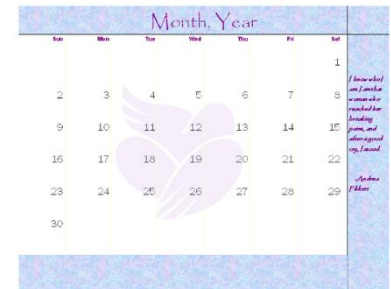 Month, Year
Sun Mon Tue Wed Thu Fri Sat
1
2 3 4 5 6 7 8
9 10 11 12 13 14 15
16 17 18 19 20 21 22
23 24 25 26 27 28 29
30
I know who I
am I am that
woman who
reached her
breaking
point, and
after a good
cry, I stood
-Andrea